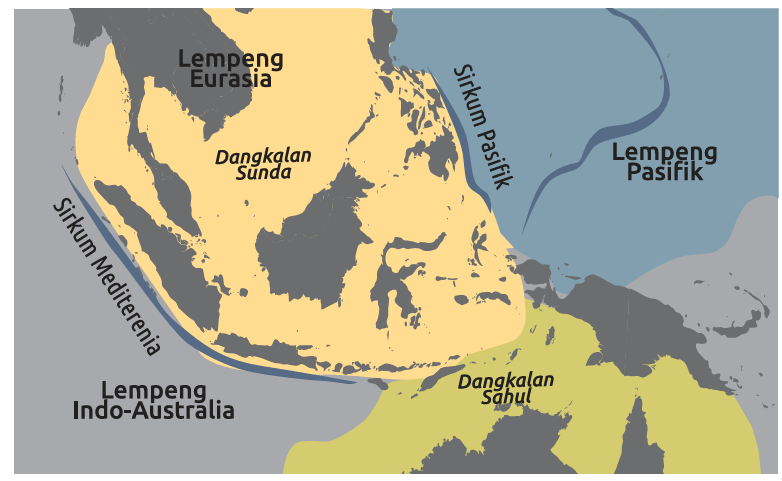 Lempeng
Eurasia
Dangkalan
Sunda
Sirkum Pasifik
Lempeng
Pasifik
Sirkum Mediterenia
Lempeng
Indo-Australia
Dangkalan
Sahul